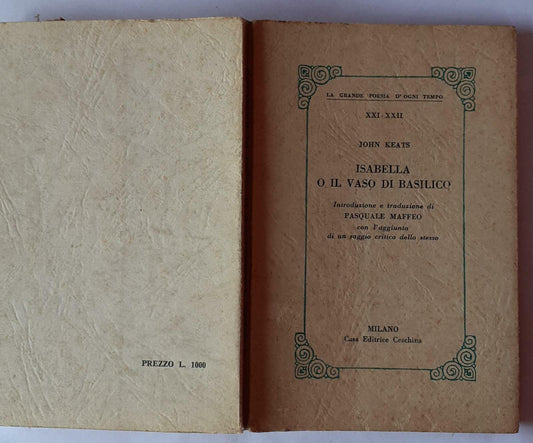 PREZZO L. 1000
LA GRANDE POESIA D'OGNI TEMPO
XXI-XXII
JOHN KEATS
ISABELLA
O IL VASO DI BASILICO
Introduzione e traduzione di
PASQUALE MAFFEO
con l'aggiunta
di un saggio critico dello stesso
MILANO
Casa Editrice Ceschina